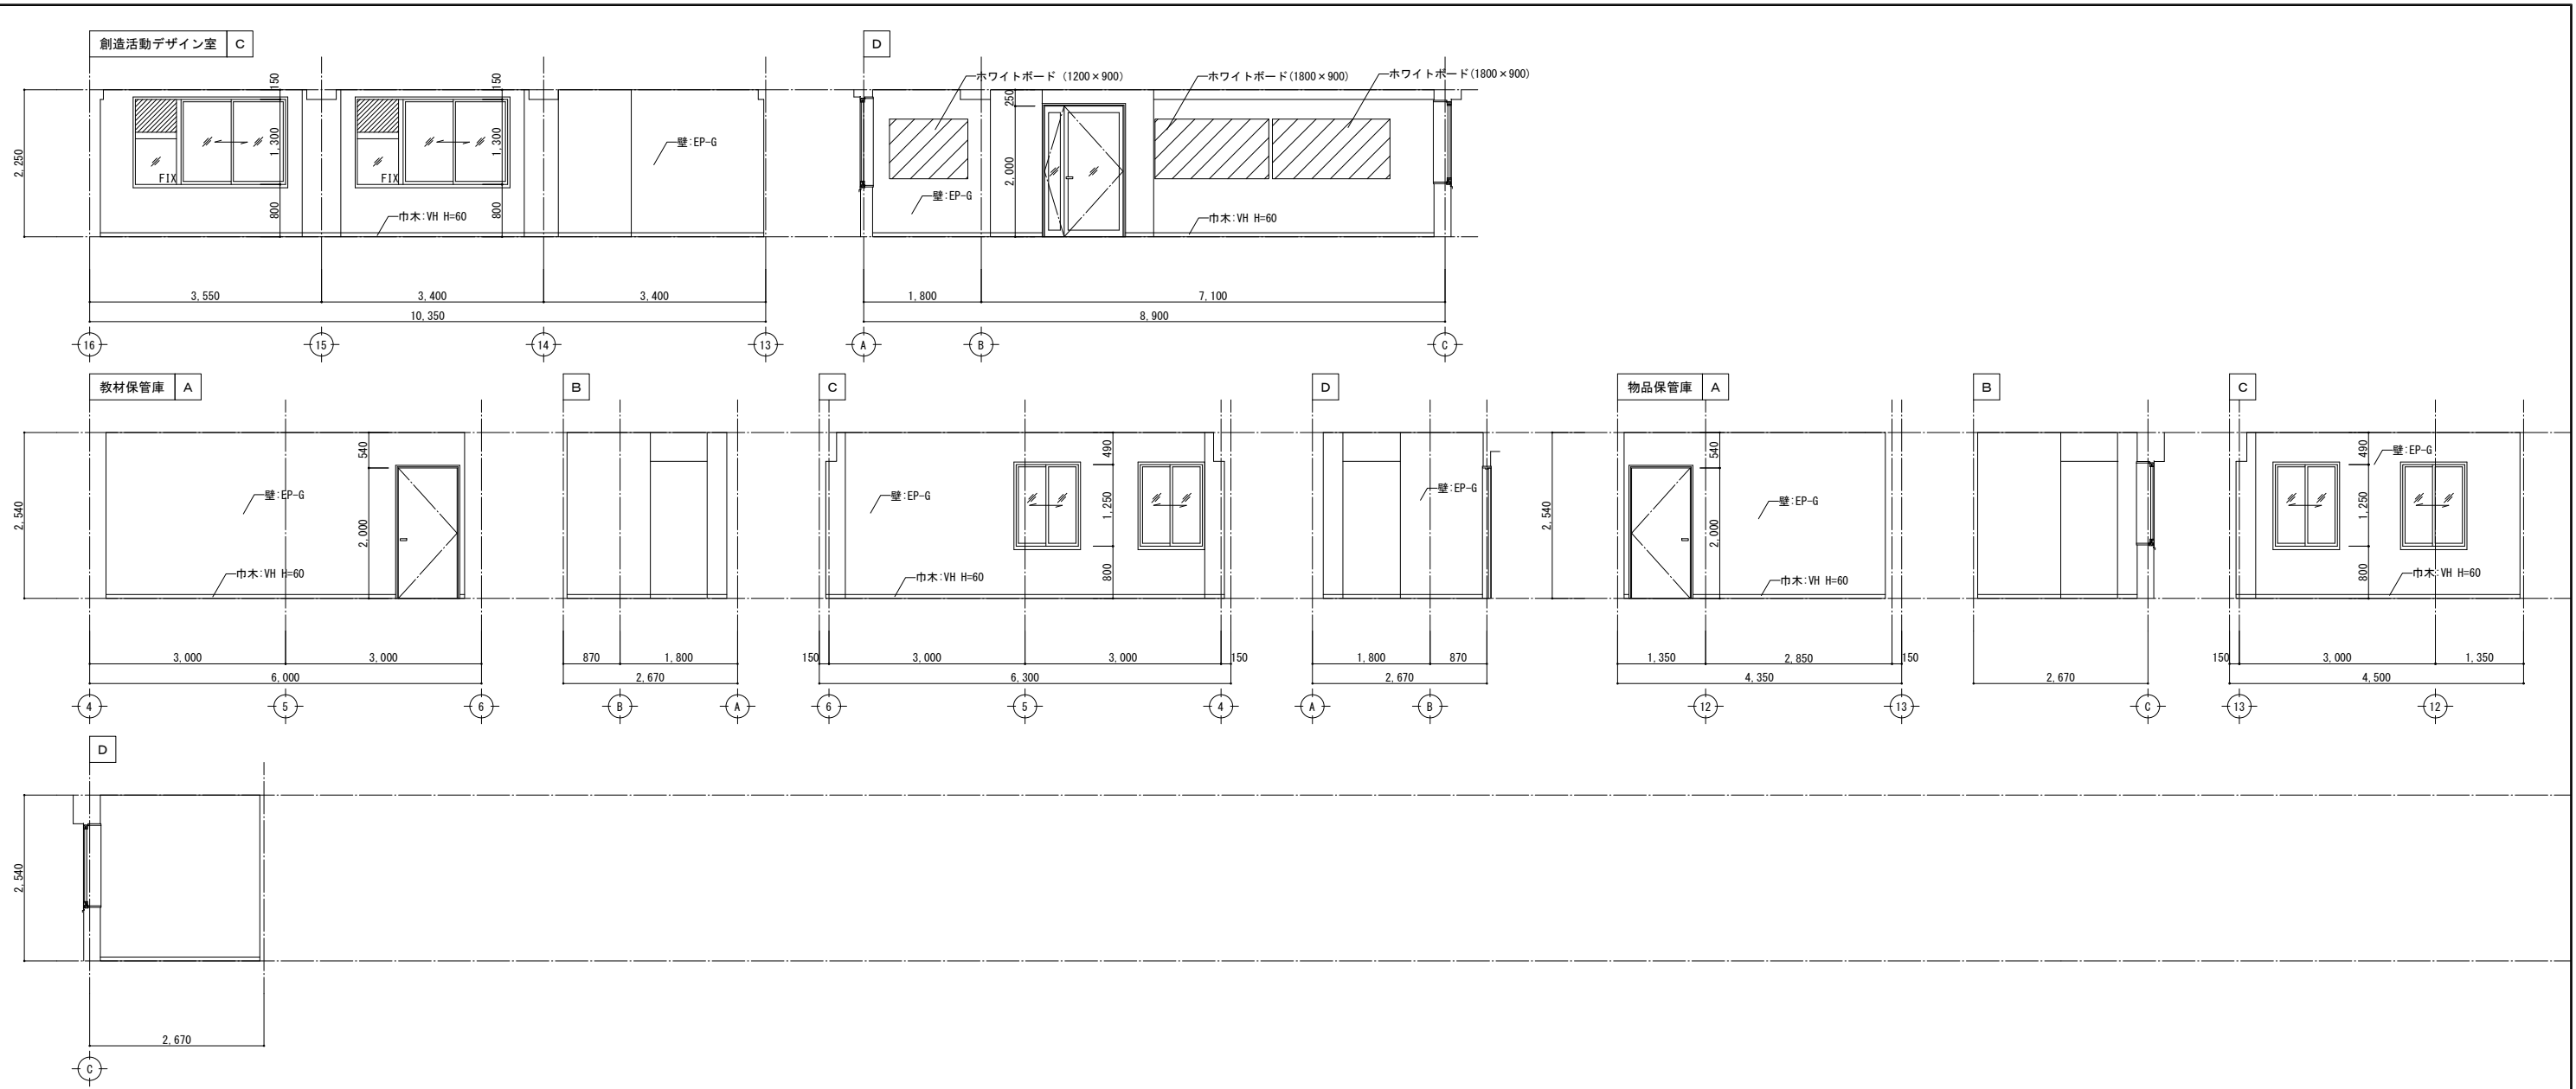 創造活動デザイン室 C
2,250
150
1,300
800
FIX
150
1,300
800
FIX
壁:EP-G
巾木:VH H=60
3,550
3,400
3,400
10,350
16
15
14
13
D
ホワイトボード (1200×900)
ホワイトボード(1800×900)
ホワイトボード(1800×900)
250
2,000
壁:EP-G
巾木:VH H=60
1,800
7,100
8,900
A
B
C
教材保管庫 A
2,540
540
2,000
壁:EP-G
巾木:VH H=60
3,000
3,000
6,000
4
5
6
B
870
1,800
2,670
B
A
C
490
1,250
800
壁:EP-G
巾木:VH H=60
150
3,000
3,000
150
6,300
6
5
4
D
壁:EP-G
1,800
870
2,670
A
B
物品保管庫 A
2,540
540
2,000
壁:EP-G
巾木:VH H=60
1,350
2,850
150
4,350
12
13
B
2,670
C
C
490
1,250
800
壁:EP-G
巾木:VH H=60
150
3,000
1,350
4,500
13
12
D
2,540
2,670
C